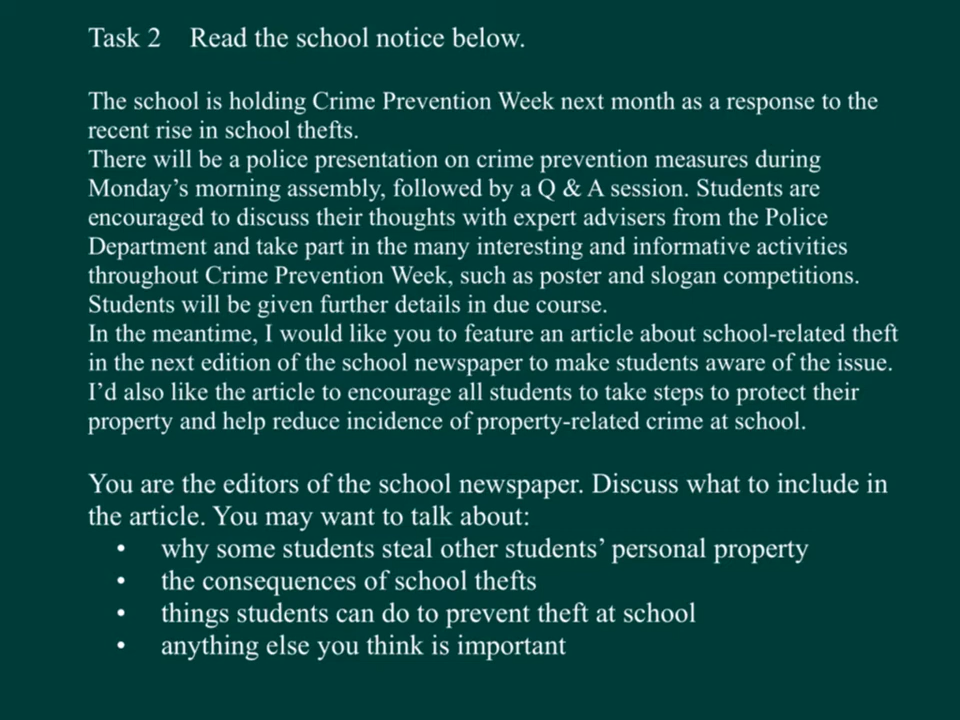 Task 2 Read the school notice below.
The school is holding Crime Prevention Week next month as a response to the
recent rise in school thefts.
There will be a police presentation on crime prevention measures during
Monday’s morning assembly, followed by a Q & A session. Students are
encouraged to discuss their thoughts with expert advisers from the Police
Department and take part in the many interesting and informative activities
throughout Crime Prevention Week, such as poster and slogan competitions.
Students will be given further details in due course.
In the meantime, I would like you to feature an article about school-related theft
in the next edition of the school newspaper to make students aware of the issue.
I’d also like the article to encourage all students to take steps to protect their
property and help reduce incidence of property-related crime at school.
You are the editors of the school newspaper. Discuss what to include in
the article. You may want to talk about:
• why some students steal other students’ personal property
• the consequences of school thefts
• things students can do to prevent theft at school
• anything else you think is important